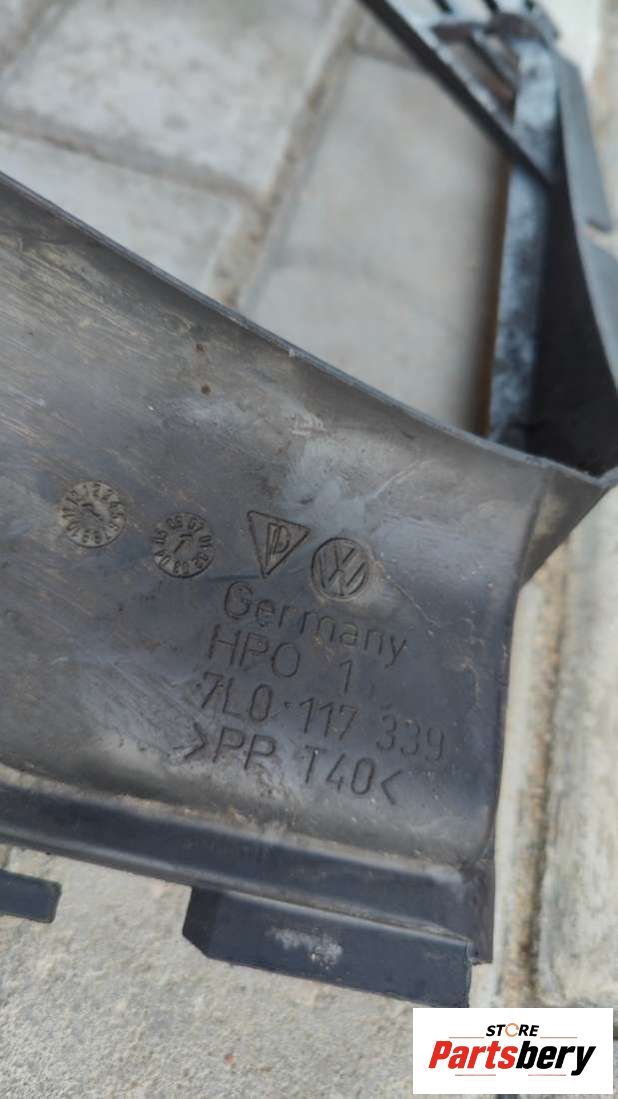 Germany
HPO 1
7L0 117 339
>PP T40<
STORE
Partsbery